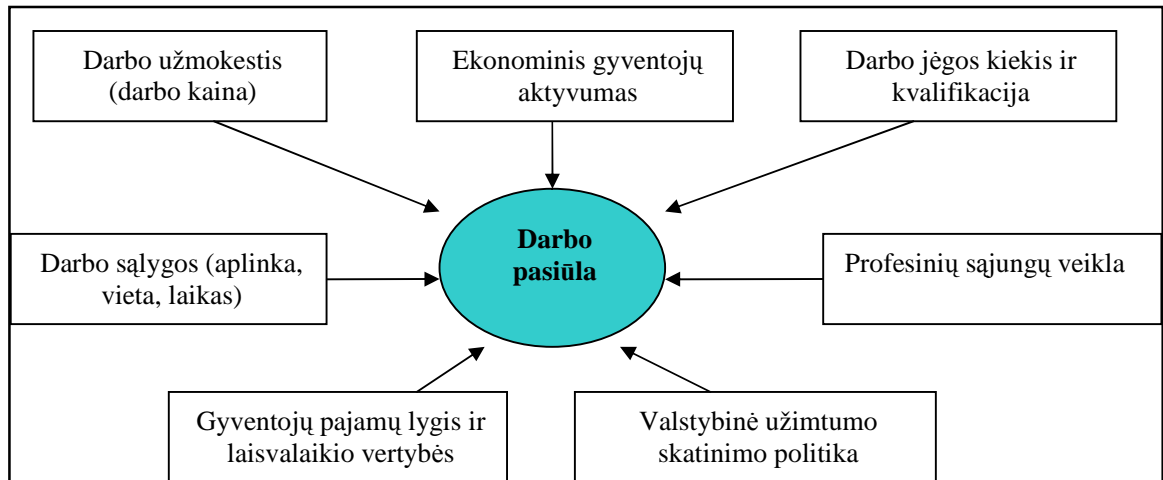 Darbo užmokestis
(darbo kaina)
Ekonominis gyventojų
aktyvumas
Darbo jėgos kiekis ir
kvalifikacija
Darbo
pasiūla
Darbo sąlygos (aplinka,
vieta, laikas)
Profesinių sąjungų veikla
Gyventojų pajamų lygis ir
laisvalaikio vertybės
Valstybinė užimtumo
skatinimo politika